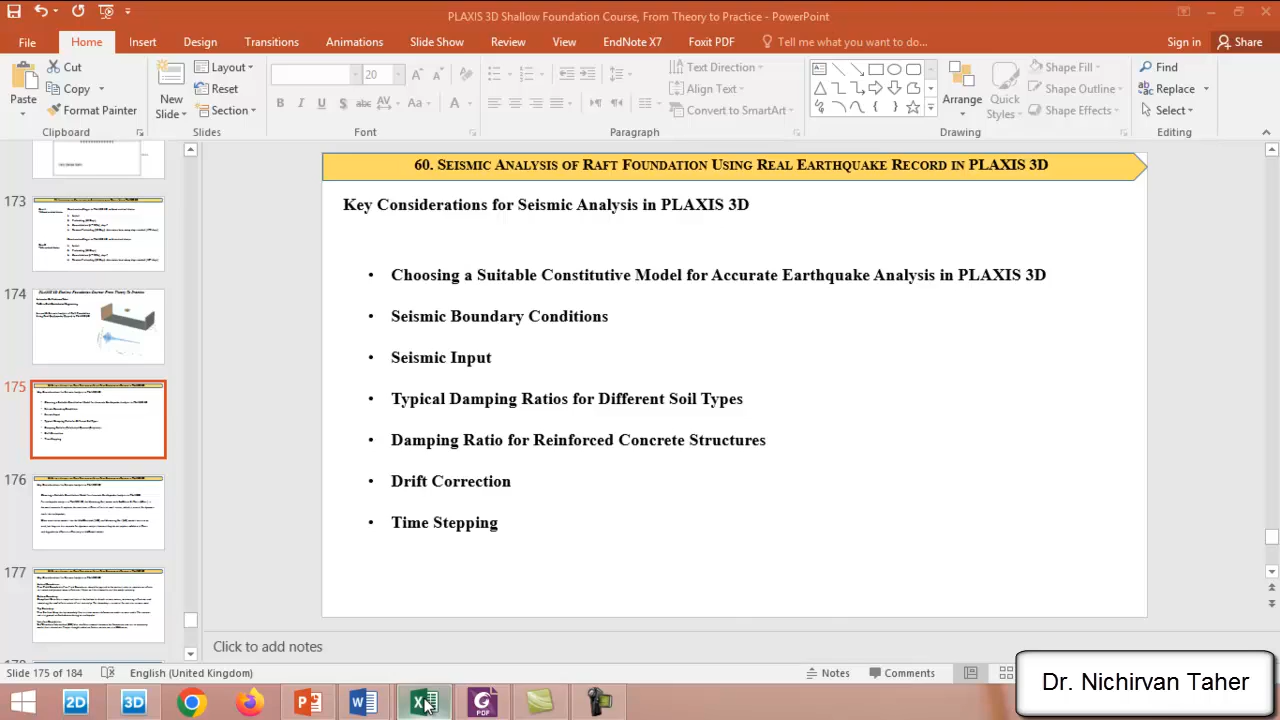 PLAXIS 3D Shallow Foundation Course, From Theory to Practice - PowerPoint
File Home Insert Design Transitions Animations Slide Show Review View EndNote X7 Foxit PDF Tell me what you want to do... Sign in Share
Cut
Copy
Format Painter
Paste
Clipboard
New Slide
Layout
Reset
Section
Slides
20
B I U S abc AV Aa A
Font
Text Direction
Align Text
Convert to SmartArt
Paragraph
Arrange
Quick Styles
Shape Fill
Shape Outline
Shape Effects
Drawing
Find
Replace
Select
Editing
173
174
175
176
177
60. Seismic Analysis of Raft Foundation Using Real Earthquake Record in PLAXIS 3D
Key Considerations for Seismic Analysis in PLAXIS 3D
• Choosing a Suitable Constitutive Model for Accurate Earthquake Analysis in PLAXIS 3D
• Seismic Boundary Conditions
• Seismic Input
• Typical Damping Ratios for Different Soil Types
• Damping Ratio for Reinforced Concrete Structures
• Drift Correction
• Time Stepping
Click to add notes
Slide 175 of 184 English (United Kingdom) Notes Comments
2D 3D PDF
Dr. Nichirvan Taher